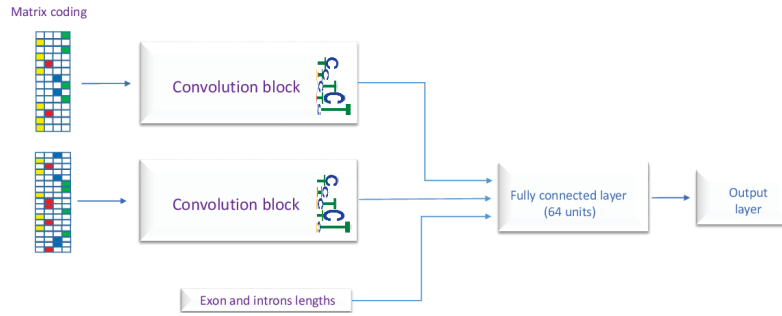 Matrix coding
Convolution block
Convolution block
Fully connected layer
(64 units)
Output
layer
Exon and introns lengths